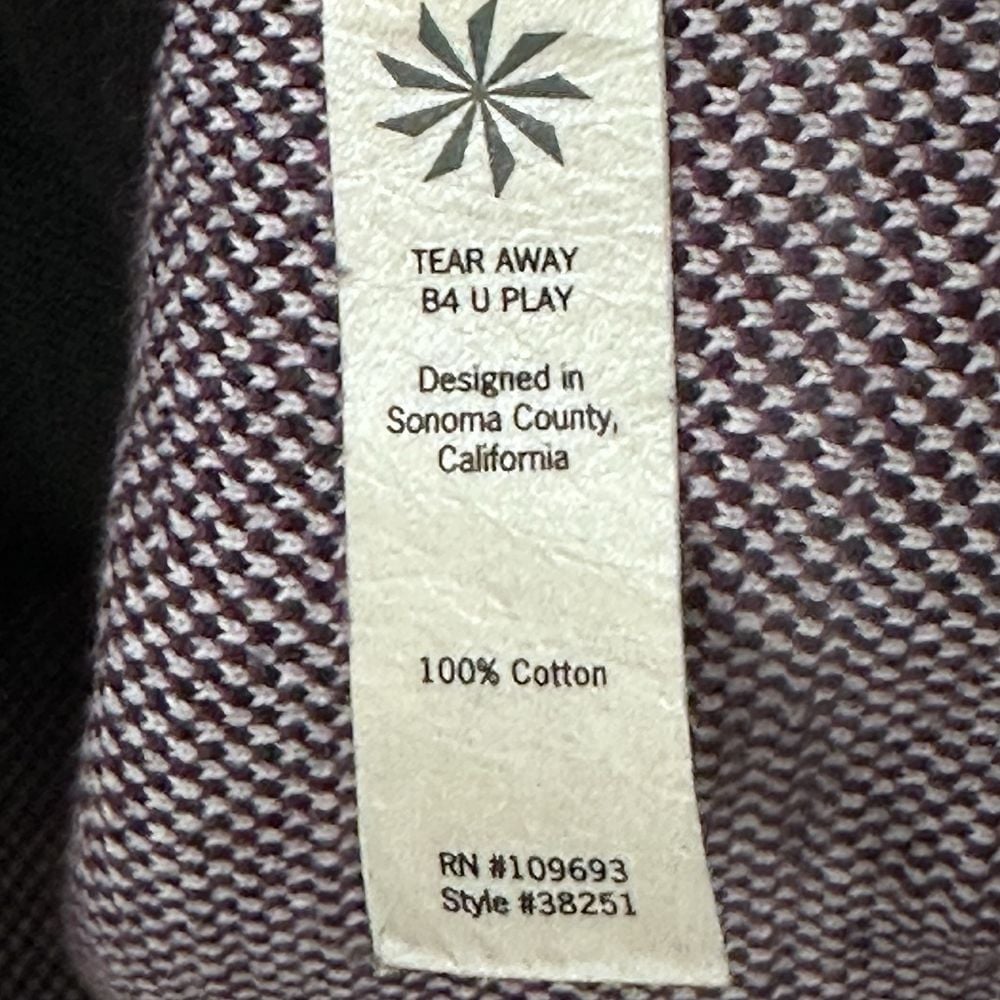 TEAR AWAY
B4 U PLAY
Designed in
Sonoma County,
California
100% Cotton
RN #109693
Style #38251